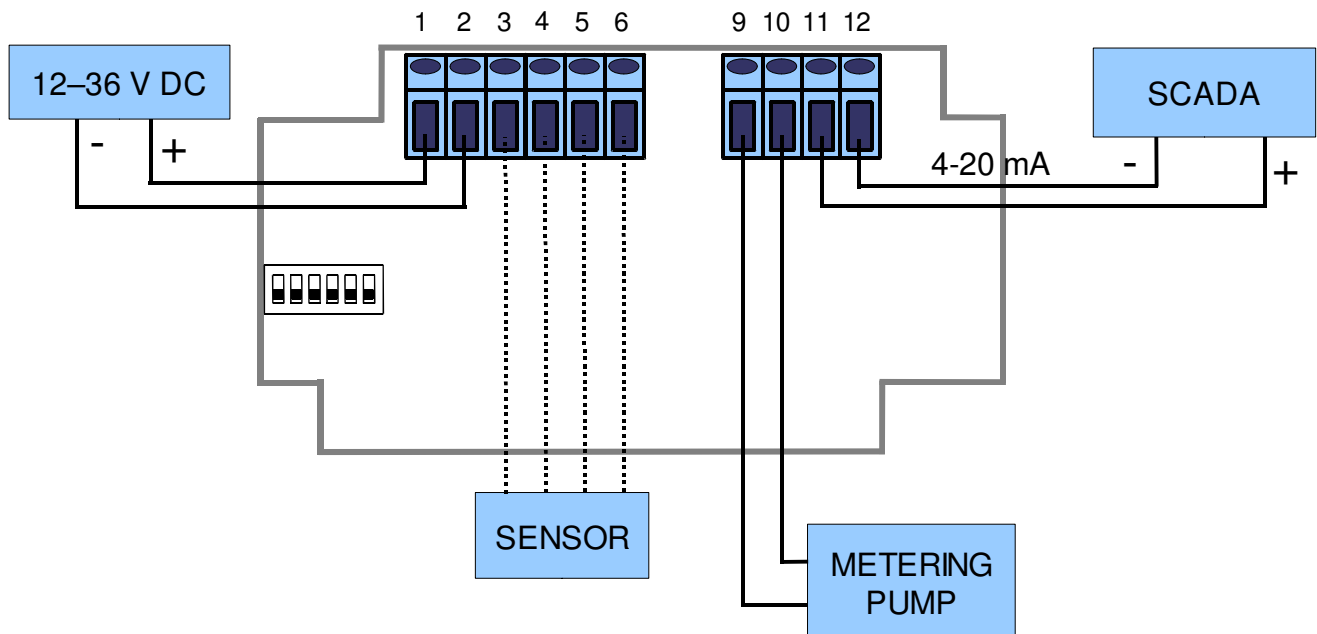 1 2 3 4 5 6 9 10 11 12
12–36 V DC
SCADA
- +
4-20 mA - +
SENSOR
METERING
PUMP